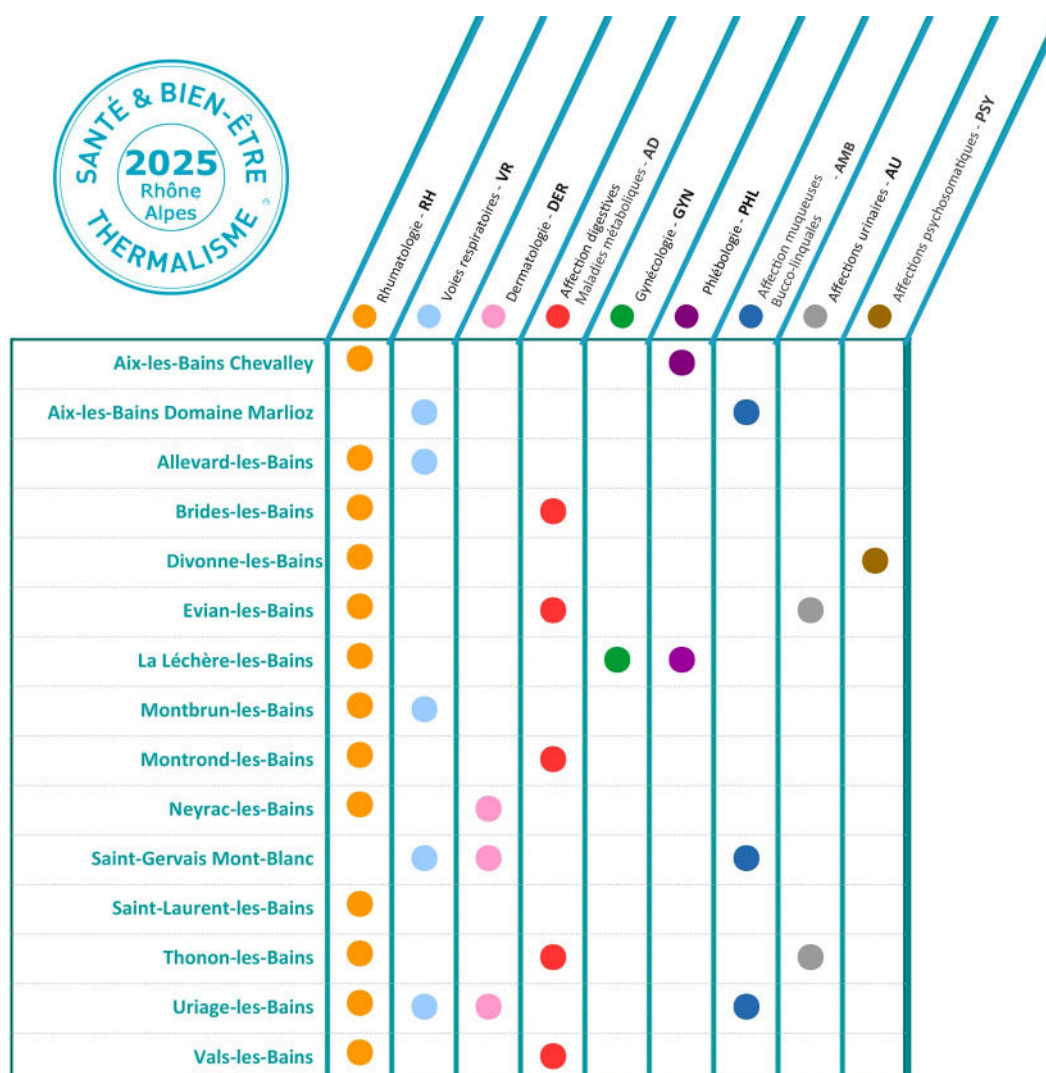 SANTÉ & BIEN-ÊTRE
2025
Rhône
Alpes
THERMALISME ®
Rhumatologie - RH
Voies respiratoires - VR
Dermatologie - DER
Affection digestives
Maladies métaboliques - AD
Gynécologie - GYN
Phlébologie - PHL
Affection muqueuses
Bucco-linquales - AMB
Affections urinaires - AU
Affections psychosomatiques - PSY
Aix-les-Bains Chevalley
Aix-les-Bains Domaine Marlioz
Allevard-les-Bains
Brides-les-Bains
Divonne-les-Bains
Evian-les-Bains
La Léchère-les-Bains
Montbrun-les-Bains
Montrond-les-Bains
Neyrac-les-Bains
Saint-Gervais Mont-Blanc
Saint-Laurent-les-Bains
Thonon-les-Bains
Uriage-les-Bains
Vals-les-Bains